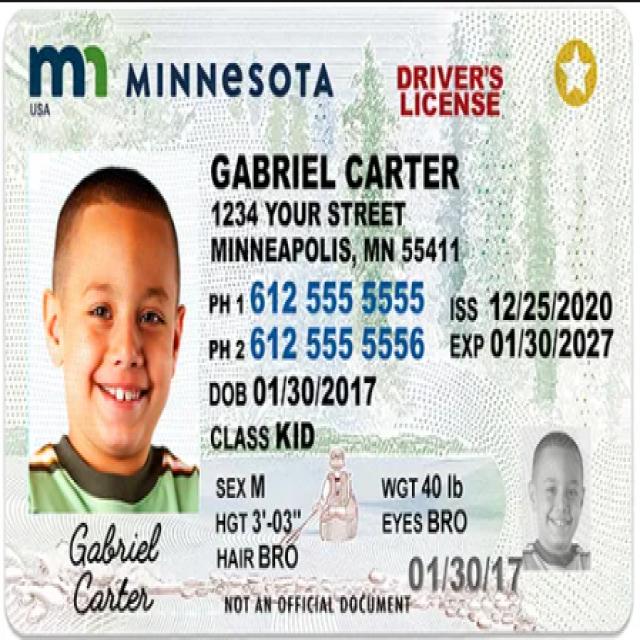 mn MINNESOTA
USA
DRIVER'S
LICENSE
GABRIEL CARTER
1234 YOUR STREET
MINNEAPOLIS, MN 55411
PH 1 612 555 5555
ISS 12/25/2020
PH 2 612 555 5556
EXP 01/30/2027
DOB 01/30/2017
CLASS KID
SEX M
WGT 40 lb
HGT 3'-03"
EYES BRO
HAIR BRO
01/30/17
Gabriel
Carter
NOT AN OFFICIAL DOCUMENT